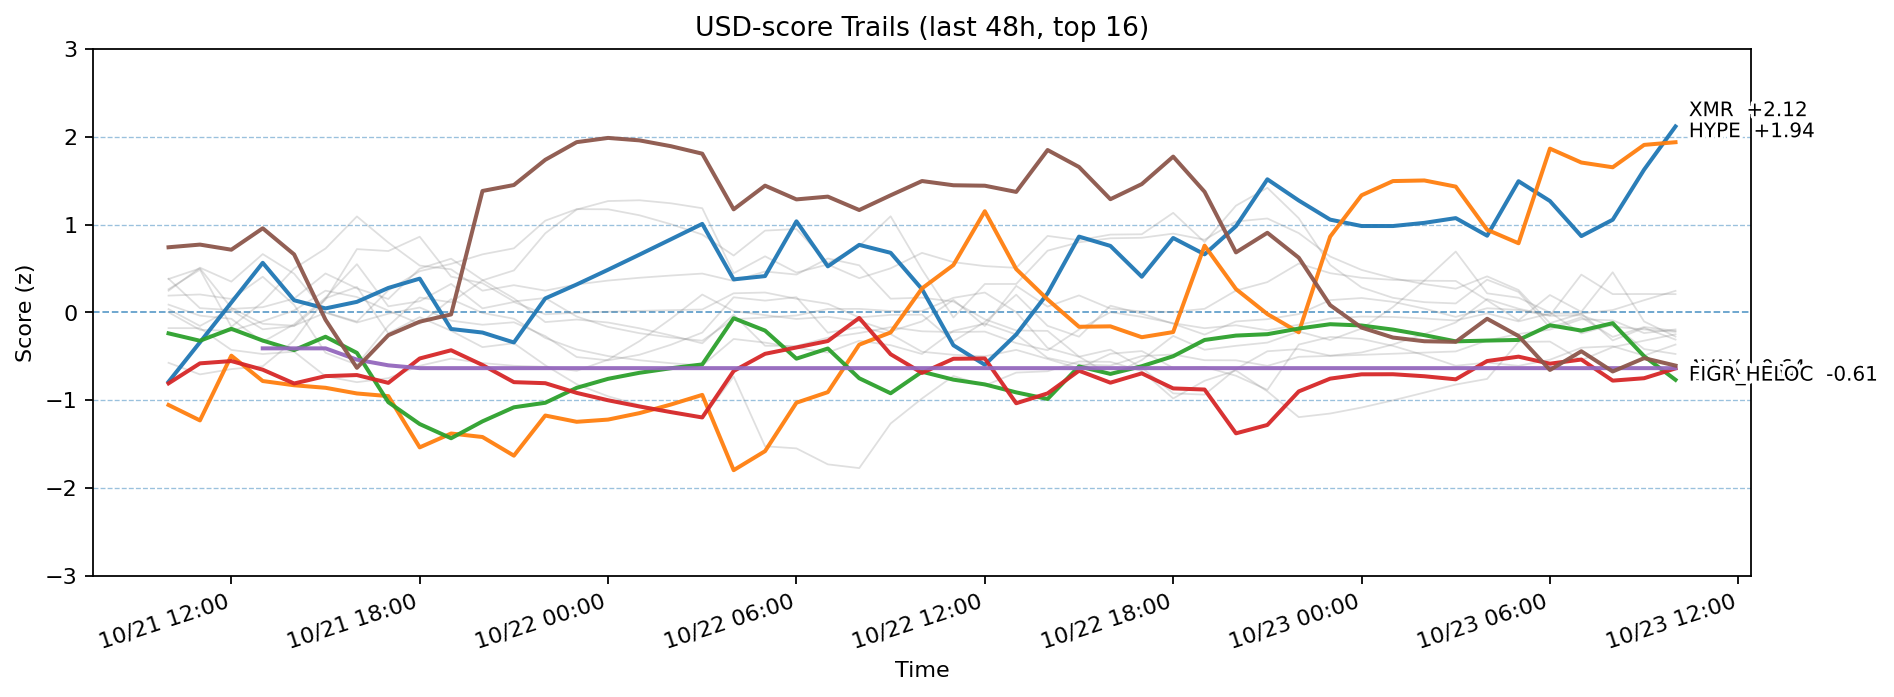 USD-score Trails (last 48h, top 16)
3
2
1
0
−1
−2
−3
Score (z)
XMR +2.12
HYPE +1.94
FIGR_HELOC -0.61
10/21 12:00
10/21 18:00
10/22 00:00
10/22 06:00
10/22 12:00
10/22 18:00
10/23 00:00
10/23 06:00
10/23 12:00
Time